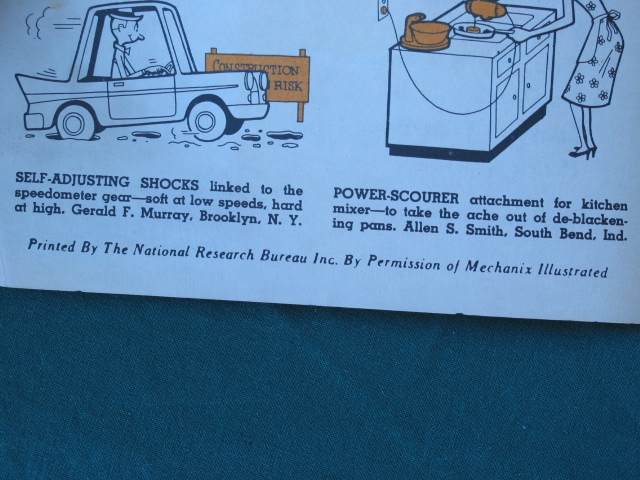 CONSTRUCTION
RISK
SELF-ADJUSTING SHOCKS linked to the
speedometer gear—soft at low speeds, hard
at high. Gerald F. Murray, Brooklyn, N. Y.
POWER-SCOURER attachment for kitchen
mixer—to take the ache out of de-blacken-
ing pans. Allen S. Smith, South Bend, Ind.
Printed By The National Research Bureau Inc. By Permission of Mechanix Illustrated